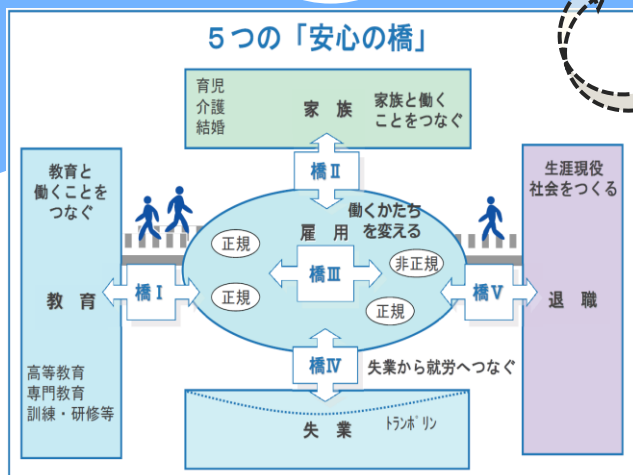 5つの「安心の橋」
育児
介護
結婚
家族
家族と働く
ことをつなぐ
教育と
働くことを
つなぐ
教育
高等教育
専門教育
訓練・研修等
橋Ⅰ
橋Ⅱ
働くかたち
を変える
雇用
正規
正規
橋Ⅲ
非正規
正規
橋Ⅳ
失業から就労へつなぐ
失業
トランポリン
橋Ⅴ
生涯現役
社会をつくる
退職